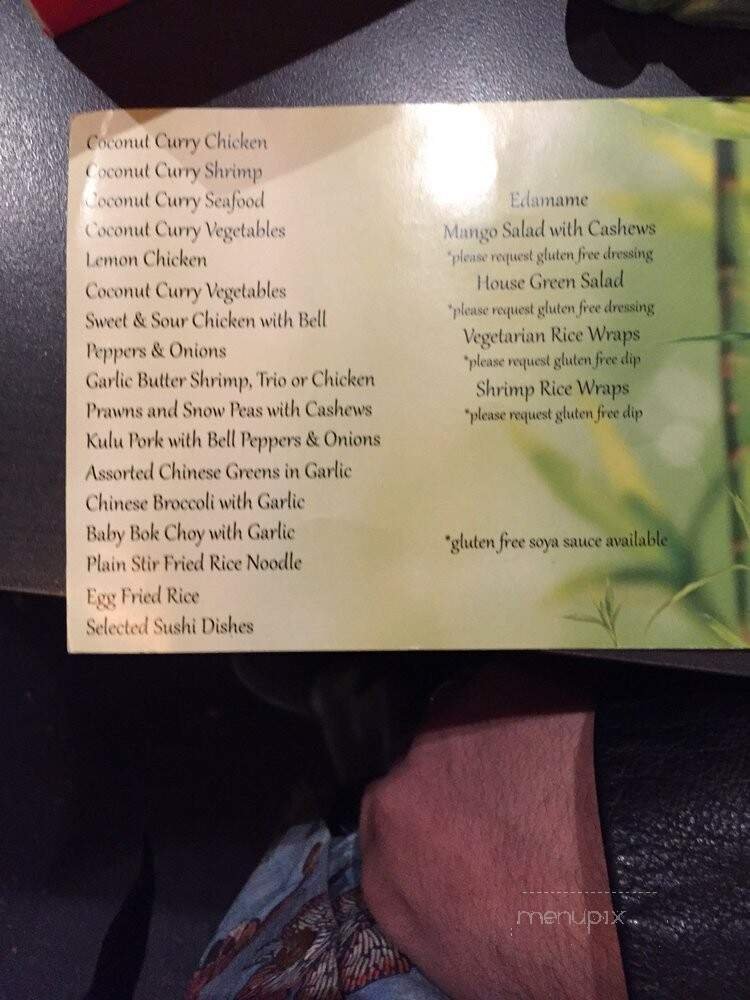 Coconut Curry Chicken
Coconut Curry Shrimp
Coconut Curry Seafood
Coconut Curry Vegetables
Lemon Chicken
Coconut Curry Vegetables
Sweet & Sour Chicken with Bell
Peppers & Onions
Garlic Butter Shrimp, Trio or Chicken
Prawns and Snow Peas with Cashews
Kulu Pork with Bell Peppers & Onions
Assorted Chinese Greens in Garlic
Chinese Broccoli with Garlic
Baby Bok Choy with Garlic
Plain Stir Fried Rice Noodle
Egg Fried Rice
Selected Sushi Dishes
Edamame
Mango Salad with Cashews
*please request gluten free dressing
House Green Salad
*please request gluten free dressing
Vegetarian Rice Wraps
*please request gluten free dip
Shrimp Rice Wraps
*please request gluten free dip
*gluten free soya sauce available
menupix